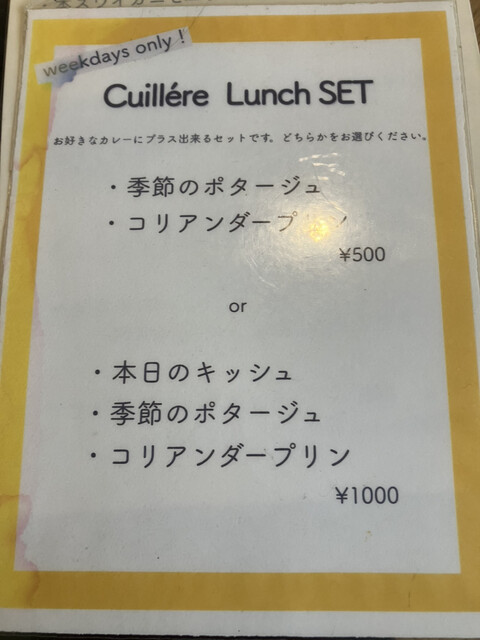 weekdays only !
Cuillére Lunch SET
お好きなカレーにプラス出来るセットです。どちらかをお選びください。
・季節のポタージュ
・コリアンダープリン
¥500
or
・本日のキッシュ
・季節のポタージュ
・コリアンダープリン
¥1000